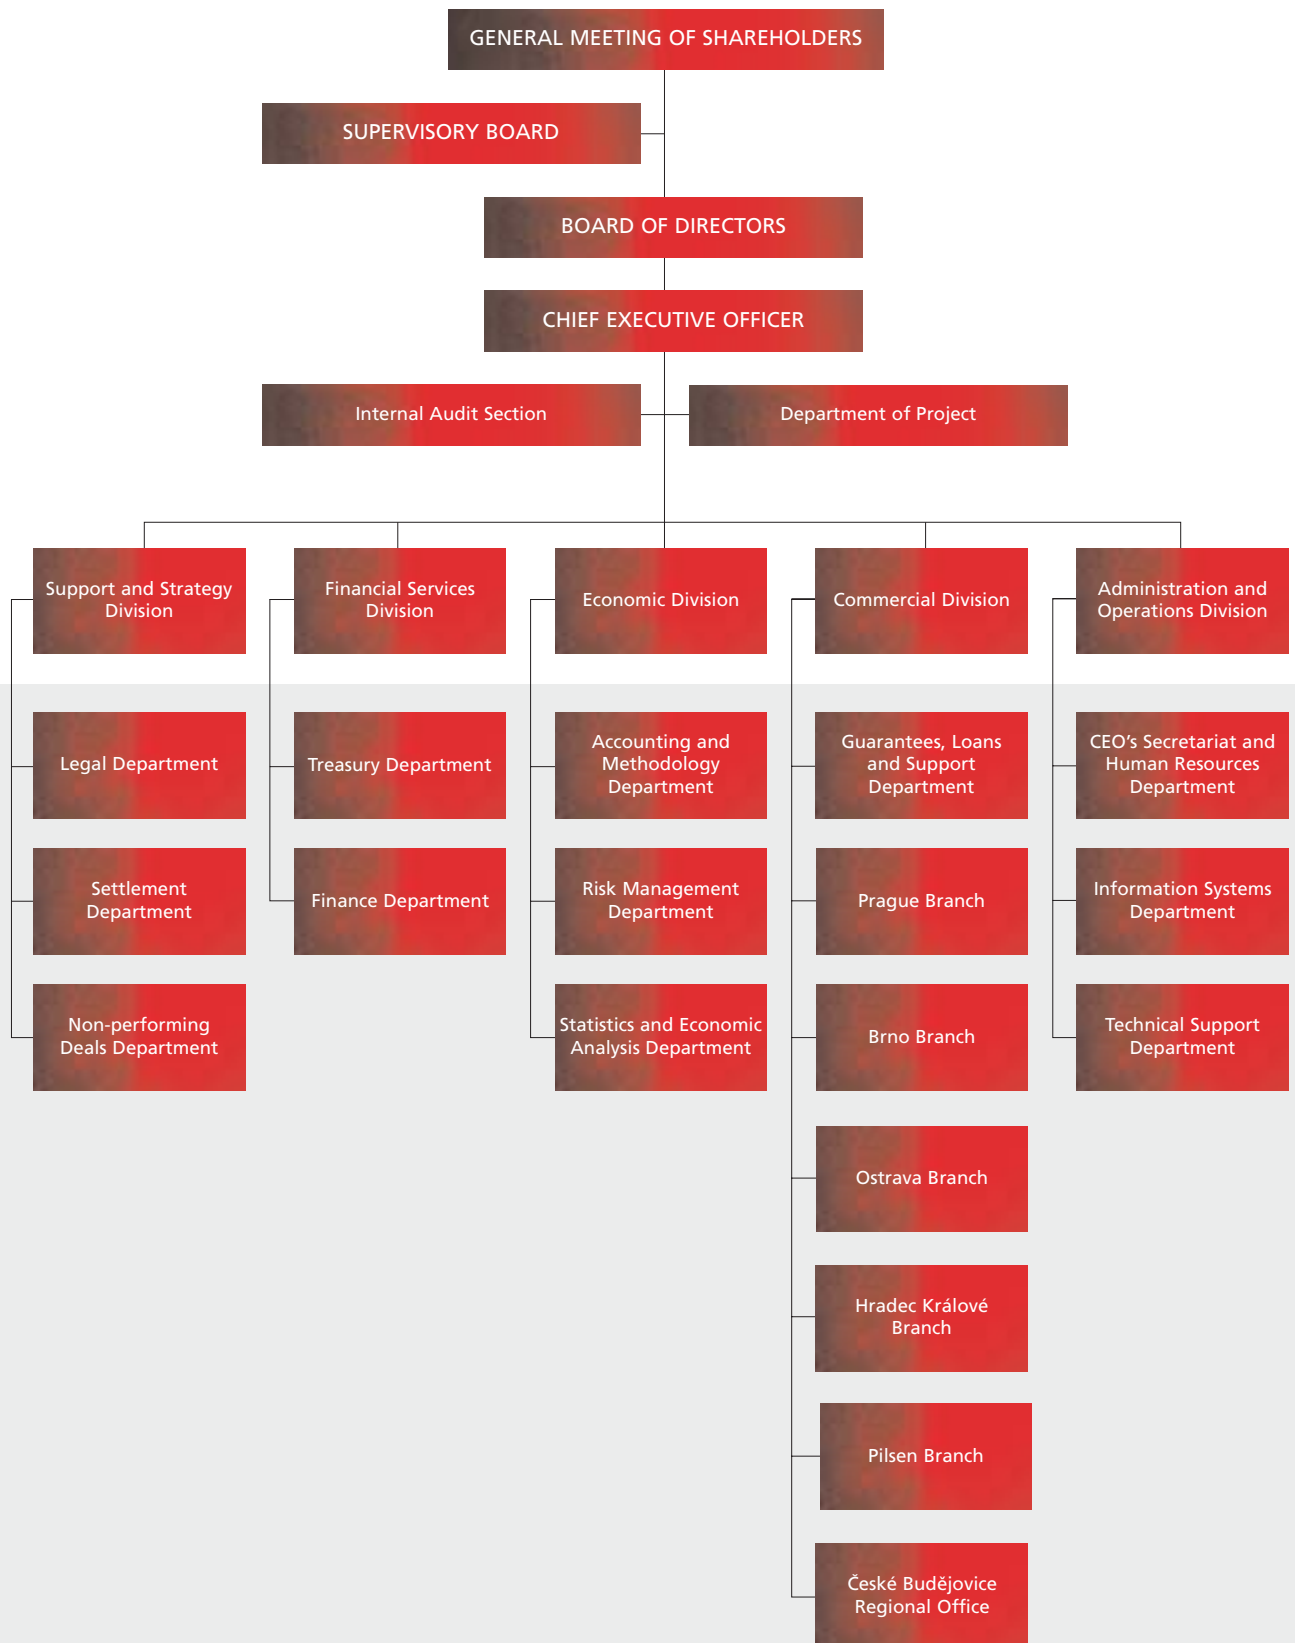 GENERAL MEETING OF SHAREHOLDERS
SUPERVISORY BOARD
BOARD OF DIRECTORS
CHIEF EXECUTIVE OFFICER
Internal Audit Section
Department of Project
Support and Strategy
Division
Financial Services
Division
Economic Division
Commercial Division
Administration and
Operations Division
Legal Department
Treasury Department
Accounting and
Methodology
Department
Guarantees, Loans
and Support
Department
CEO's Secretariat and
Human Resources
Department
Settlement
Department
Finance Department
Risk Management
Department
Prague Branch
Information Systems
Department
Non-performing
Deals Department
Statistics and Economic
Analysis Department
Brno Branch
Technical Support
Department
Ostrava Branch
Hradec Králové
Branch
Pilsen Branch
České Budějovice
Regional Office